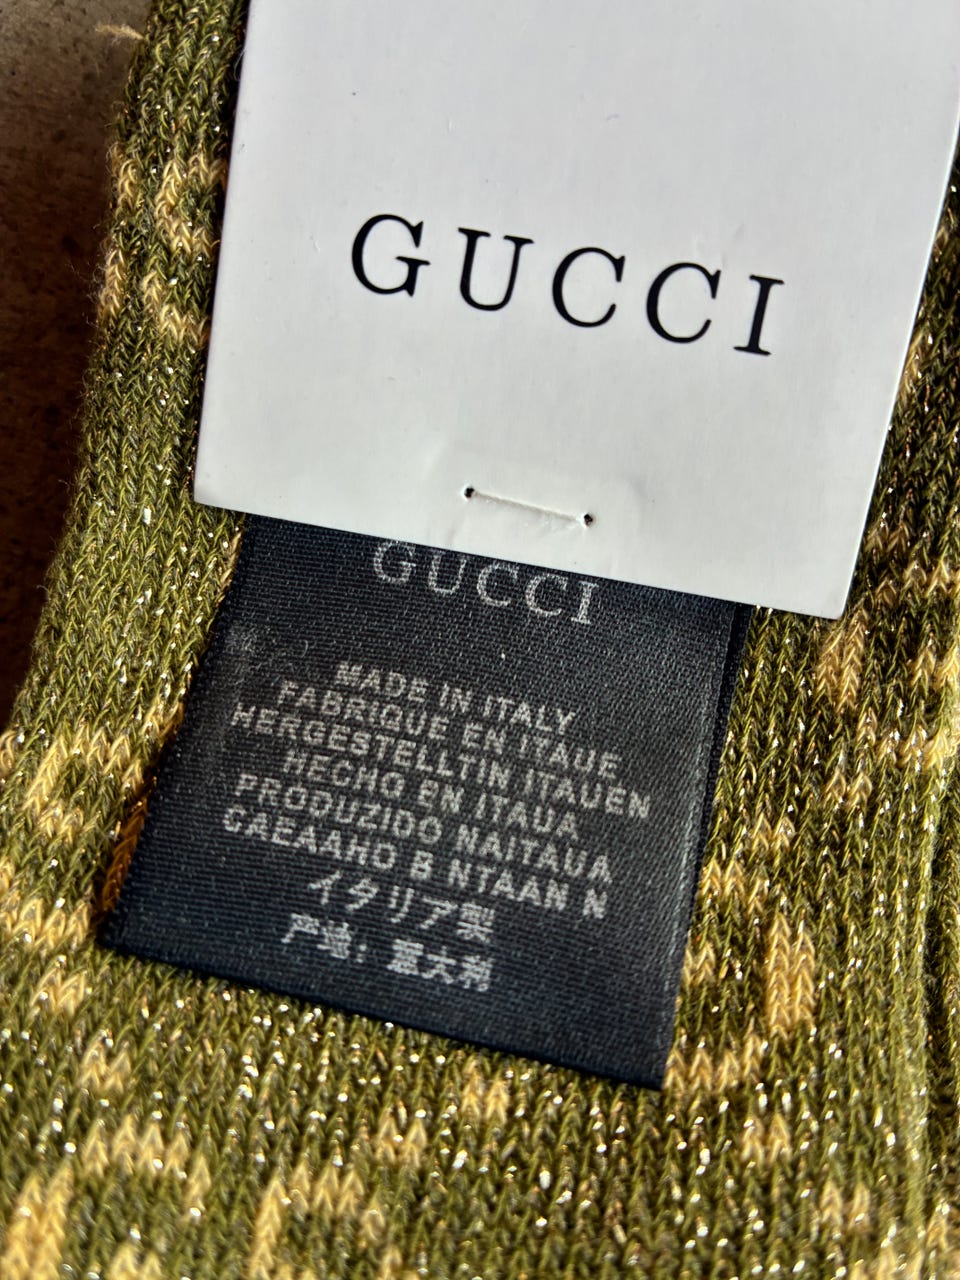 GUCCI
GUCCI
MADE IN ITALY
FABRIQUE EN ITAUE
HERGESTELLTIN ITAUEN
HECHO EN ITAUA
PRODUZIDO NAITAUA
GAEAAHO B NTAAN N
イタリア製
产地：意大利